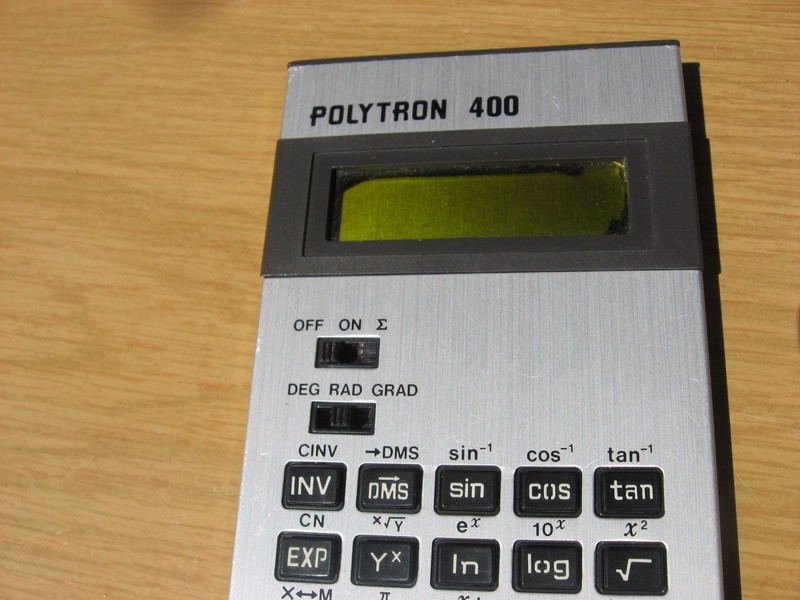 POLYTRON 400
OFF ON Σ
DEG RAD GRAD
CINV →DMS sin⁻¹ cos⁻¹ tan⁻¹
INV DMS sin cos tan
CN ˣ√Y eˣ 10ˣ x²
EXP Yˣ ln log √
X↔M π